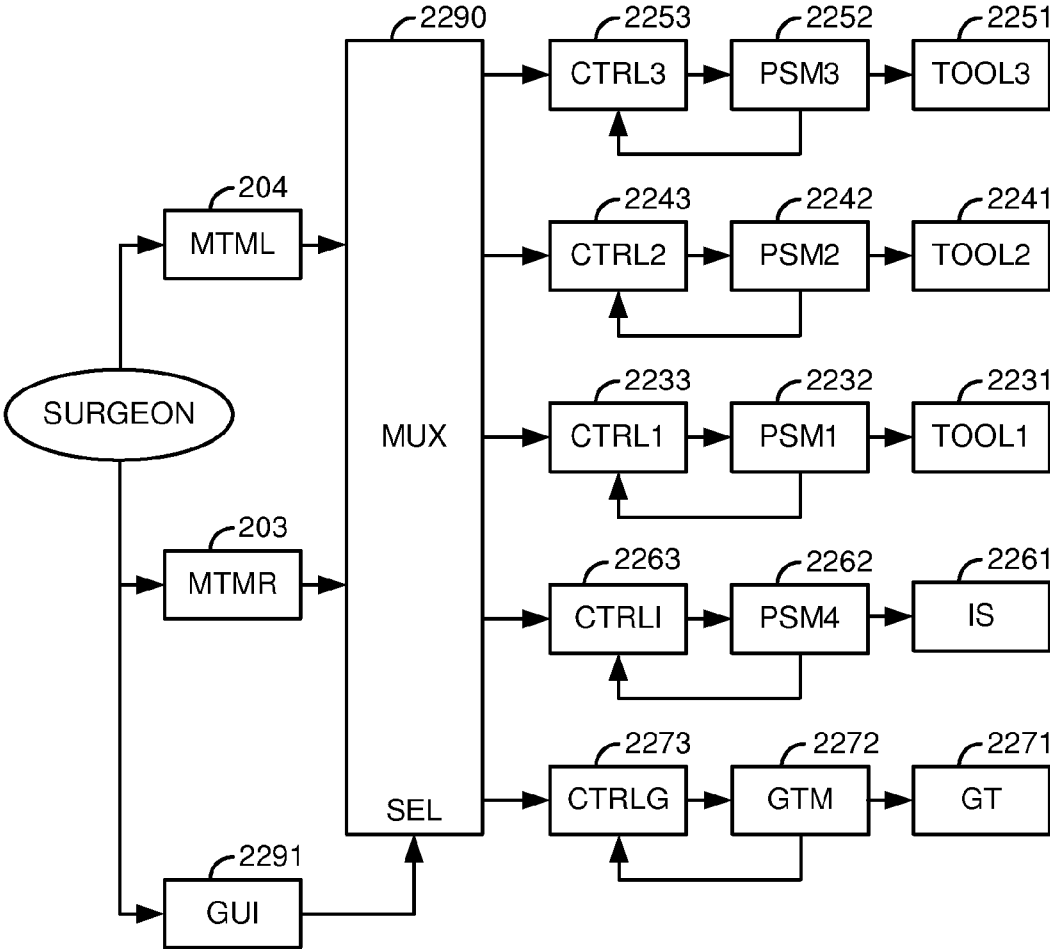 2290
2253
2252
2251
CTRL3
PSM3
TOOL3
204
MTML
2243
2242
2241
CTRL2
PSM2
TOOL2
SURGEON
MUX
2233
2232
2231
CTRL1
PSM1
TOOL1
203
MTMR
2263
2262
2261
CTRLI
PSM4
IS
2273
2272
2271
CTRLG
GTM
GT
SEL
2291
GUI